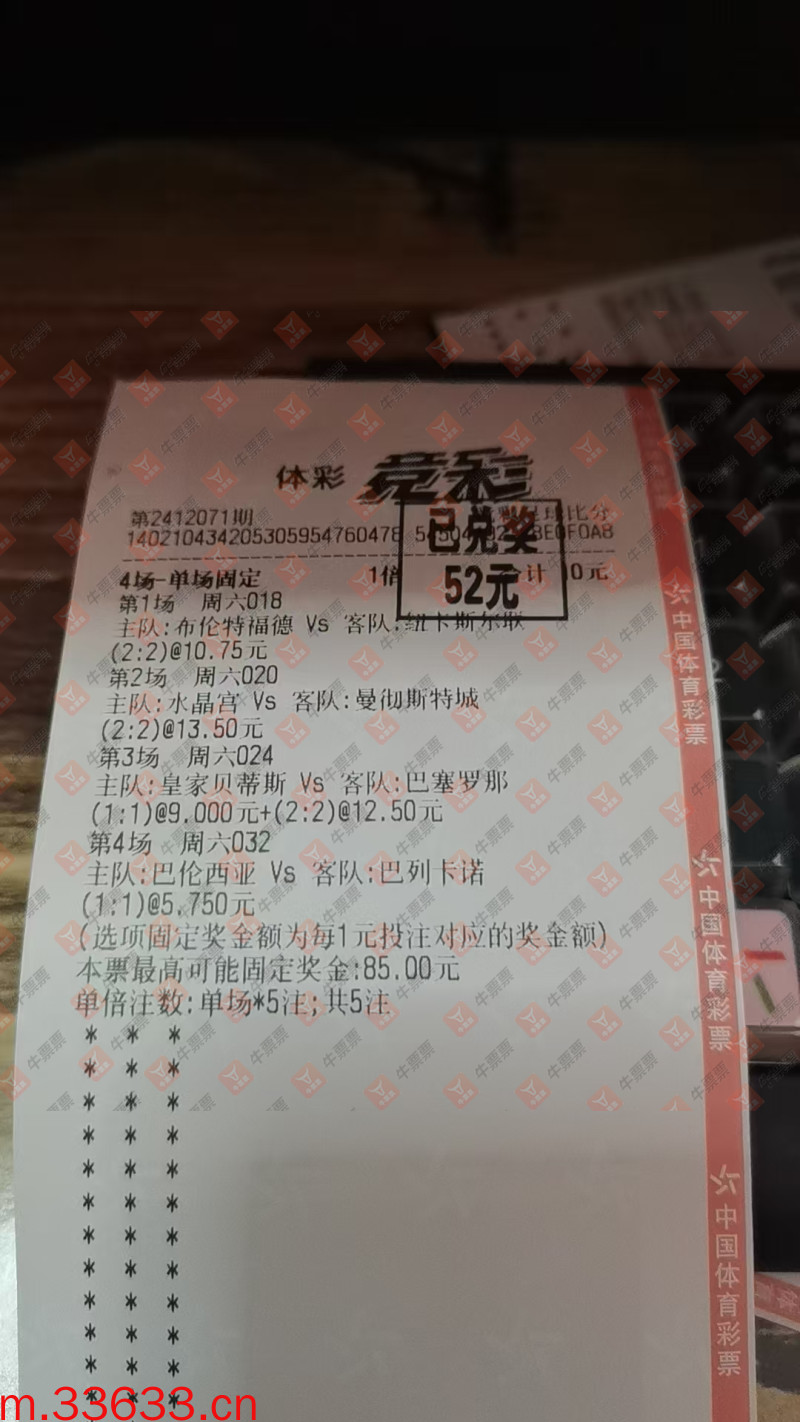 体彩 竞彩
第2412071期 比分
140210434205305954760478
已兑奖
52元
4场-单场固定 1倍 合计 0元
第1场 周六018
主队:布伦特福德 Vs 客队:纽卡斯尔联
(2:2)@10.75元
第2场 周六020
主队:水晶宫 Vs 客队:曼彻斯特城
(2:2)@13.50元
第3场 周六024
主队:皇家贝蒂斯 Vs 客队:巴塞罗那
(1:1)@9.000元+(2:2)@12.50元
第4场 周六032
主队:巴伦西亚 Vs 客队:巴列卡诺
(1:1)@5.750元
(选项固定奖金额为每1元投注对应的奖金额)
本票最高可能固定奖金:85.00元
单倍注数:单场*5注;共5注
* * *
* * *
* * *
* * *
* * *
* * *
* * *
* * *
* * *
* * *
* * *
* * *
中国体育彩票
中国体育彩票
中国体育彩票
牛票票
m.33633.cn